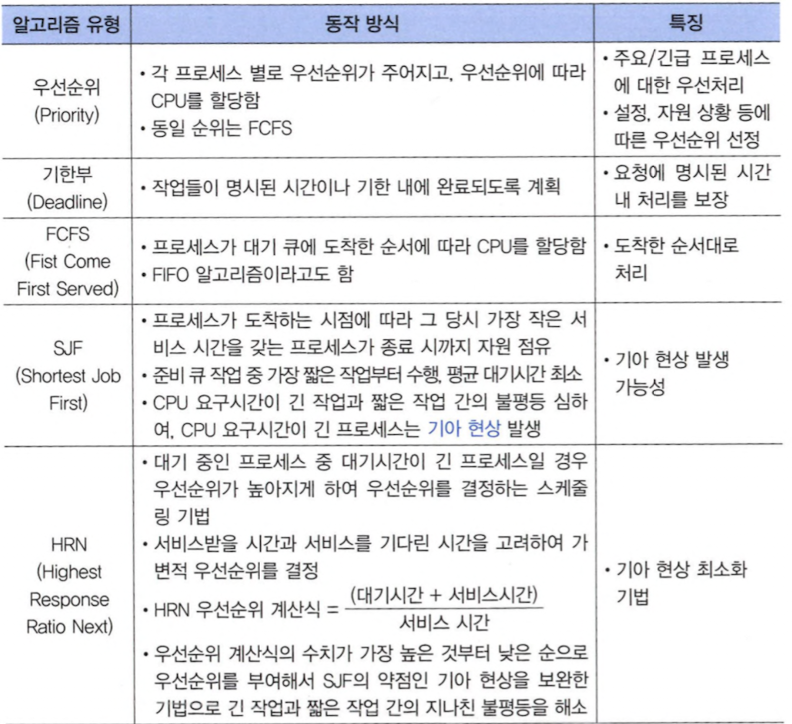 알고리즘 유형
동작 방식
특징
우선순위
(Priority)
• 각 프로세스 별로 우선순위가 주어지고, 우선순위에 따라
CPU를 할당함
• 동일 순위는 FCFS
• 주요/긴급 프로세스
에 대한 우선처리
• 설정, 자원 상황 등에
따른 우선순위 선정
기한부
(Deadline)
• 작업들이 명시된 시간이나 기한 내에 완료되도록 계획
• 요청에 명시된 시간
내 처리를 보장
FCFS
(Fist Come
First Served)
• 프로세스가 대기 큐에 도착한 순서에 따라 CPU를 할당함
• FIFO 알고리즘이라고도 함
• 도착한 순서대로
처리
SJF
(Shortest Job
First)
• 프로세스가 도착하는 시점에 따라 그 당시 가장 작은 서
비스 시간을 갖는 프로세스가 종료 시까지 자원 점유
• 준비 큐 작업 중 가장 짧은 작업부터 수행, 평균 대기시간 최소
• CPU 요구시간이 긴 작업과 짧은 작업 간의 불평등 심하
여, CPU 요구시간이 긴 프로세스는 기아 현상 발생
• 기아 현상 발생
가능성
HRN
(Highest
Response
Ratio Next)
• 대기 중인 프로세스 중 대기시간이 긴 프로세스일 경우
우선순위가 높아지게 하여 우선순위를 결정하는 스케줄
링 기법
• 서비스받을 시간과 서비스를 기다린 시간을 고려하여 가
변적 우선순위를 결정
• HRN 우선순위 계산식 = (대기시간 + 서비스시간)
서비스 시간
• 우선순위 계산식의 수치가 가장 높은 것부터 낮은 순으로
우선순위를 부여해서 SJF의 약점인 기아 현상을 보완한
기법으로 긴 작업과 짧은 작업 간의 지나친 불평등을 해소
• 기아 현상 최소화
기법